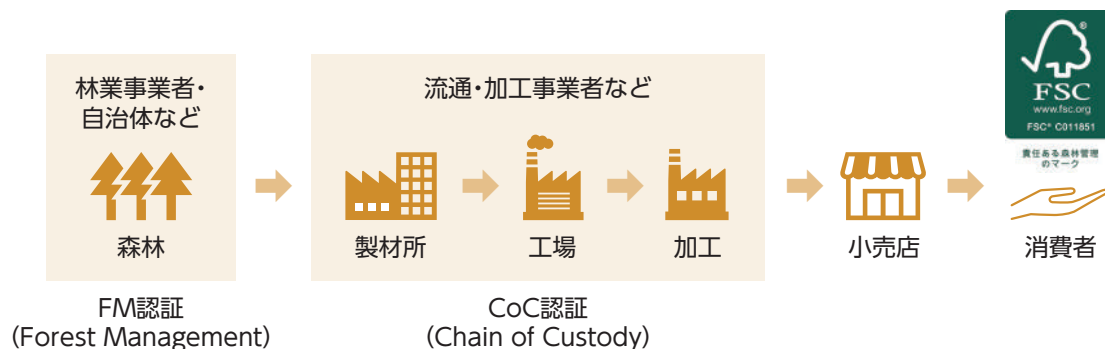 林業事業者・
自治体など
森林
FM認証
(Forest Management)
流通・加工事業者など
製材所
工場
加工
CoC認証
(Chain of Custody)
小売店
FSC
www.fsc.org
FSC® C011851
責任ある森林管理
のマーク
消費者